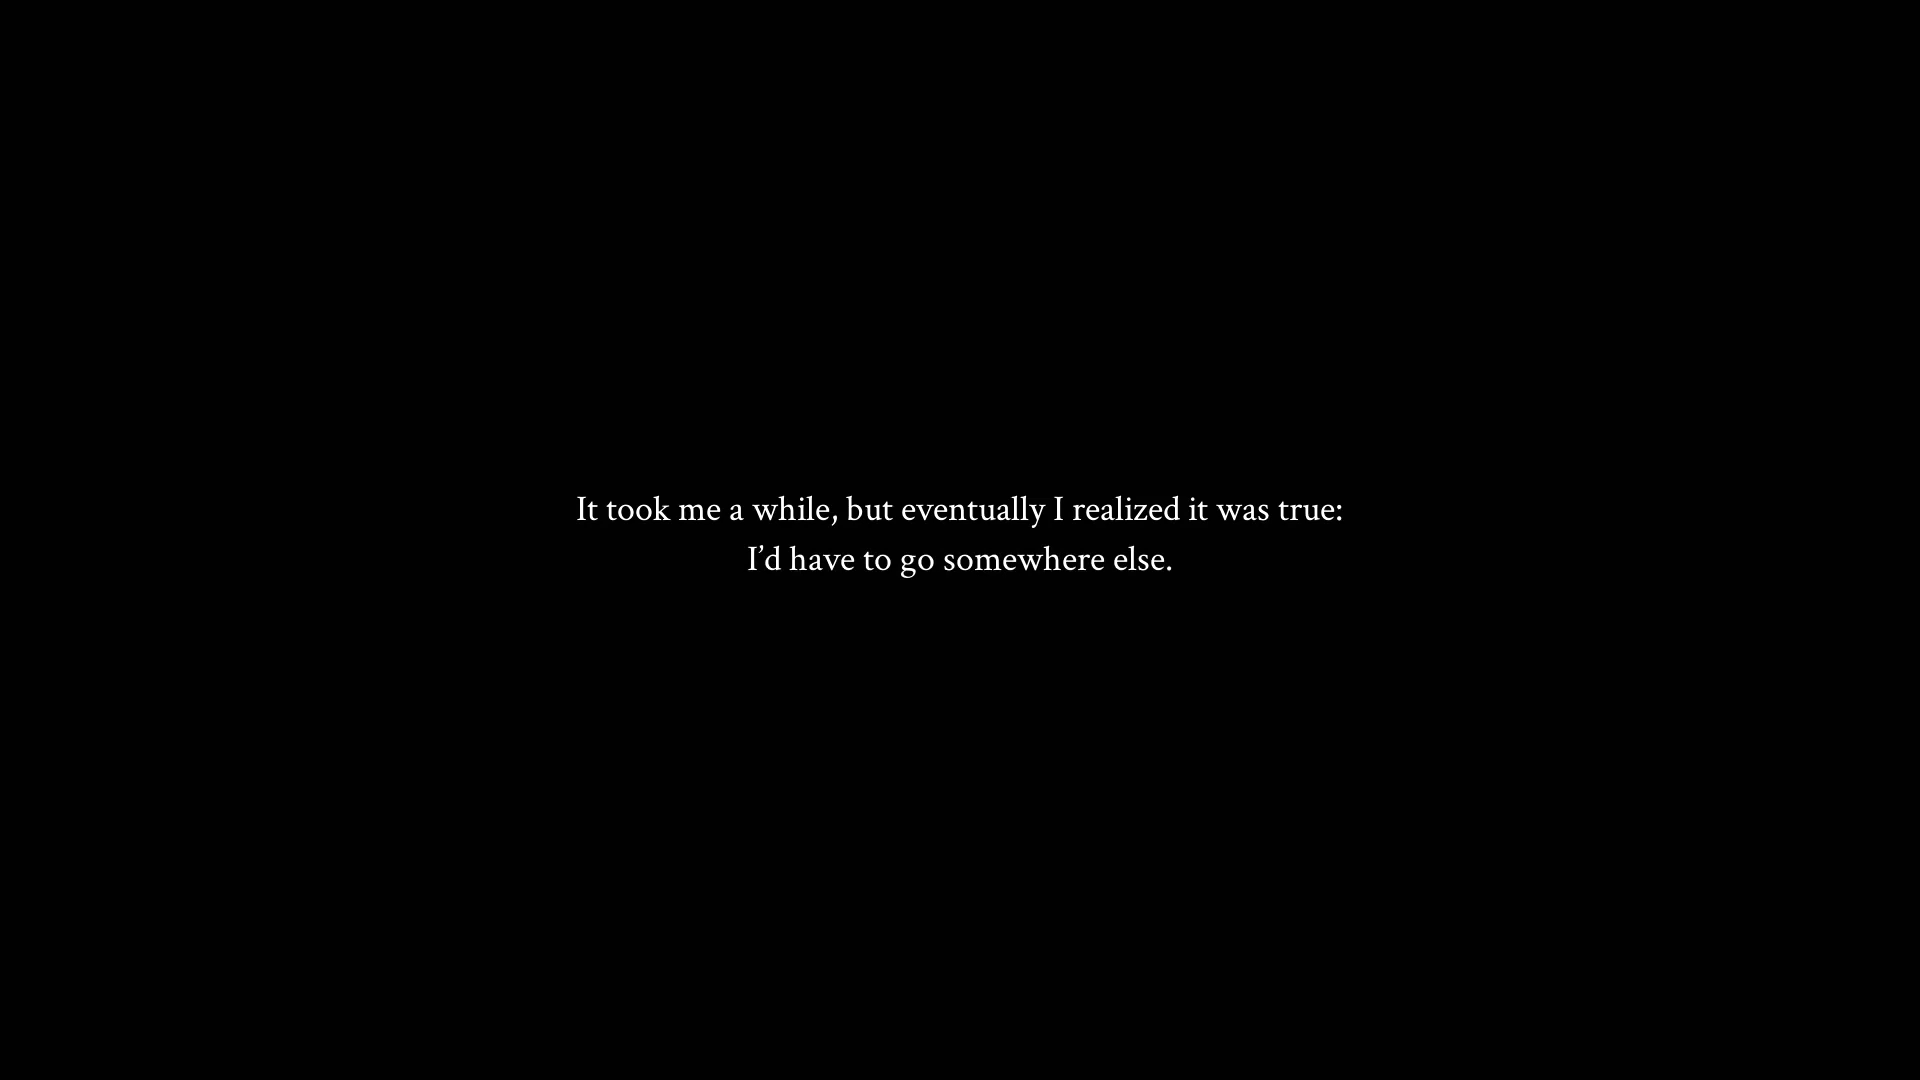 It took me a while, but eventually I realized it was true:
I’d have to go somewhere else.